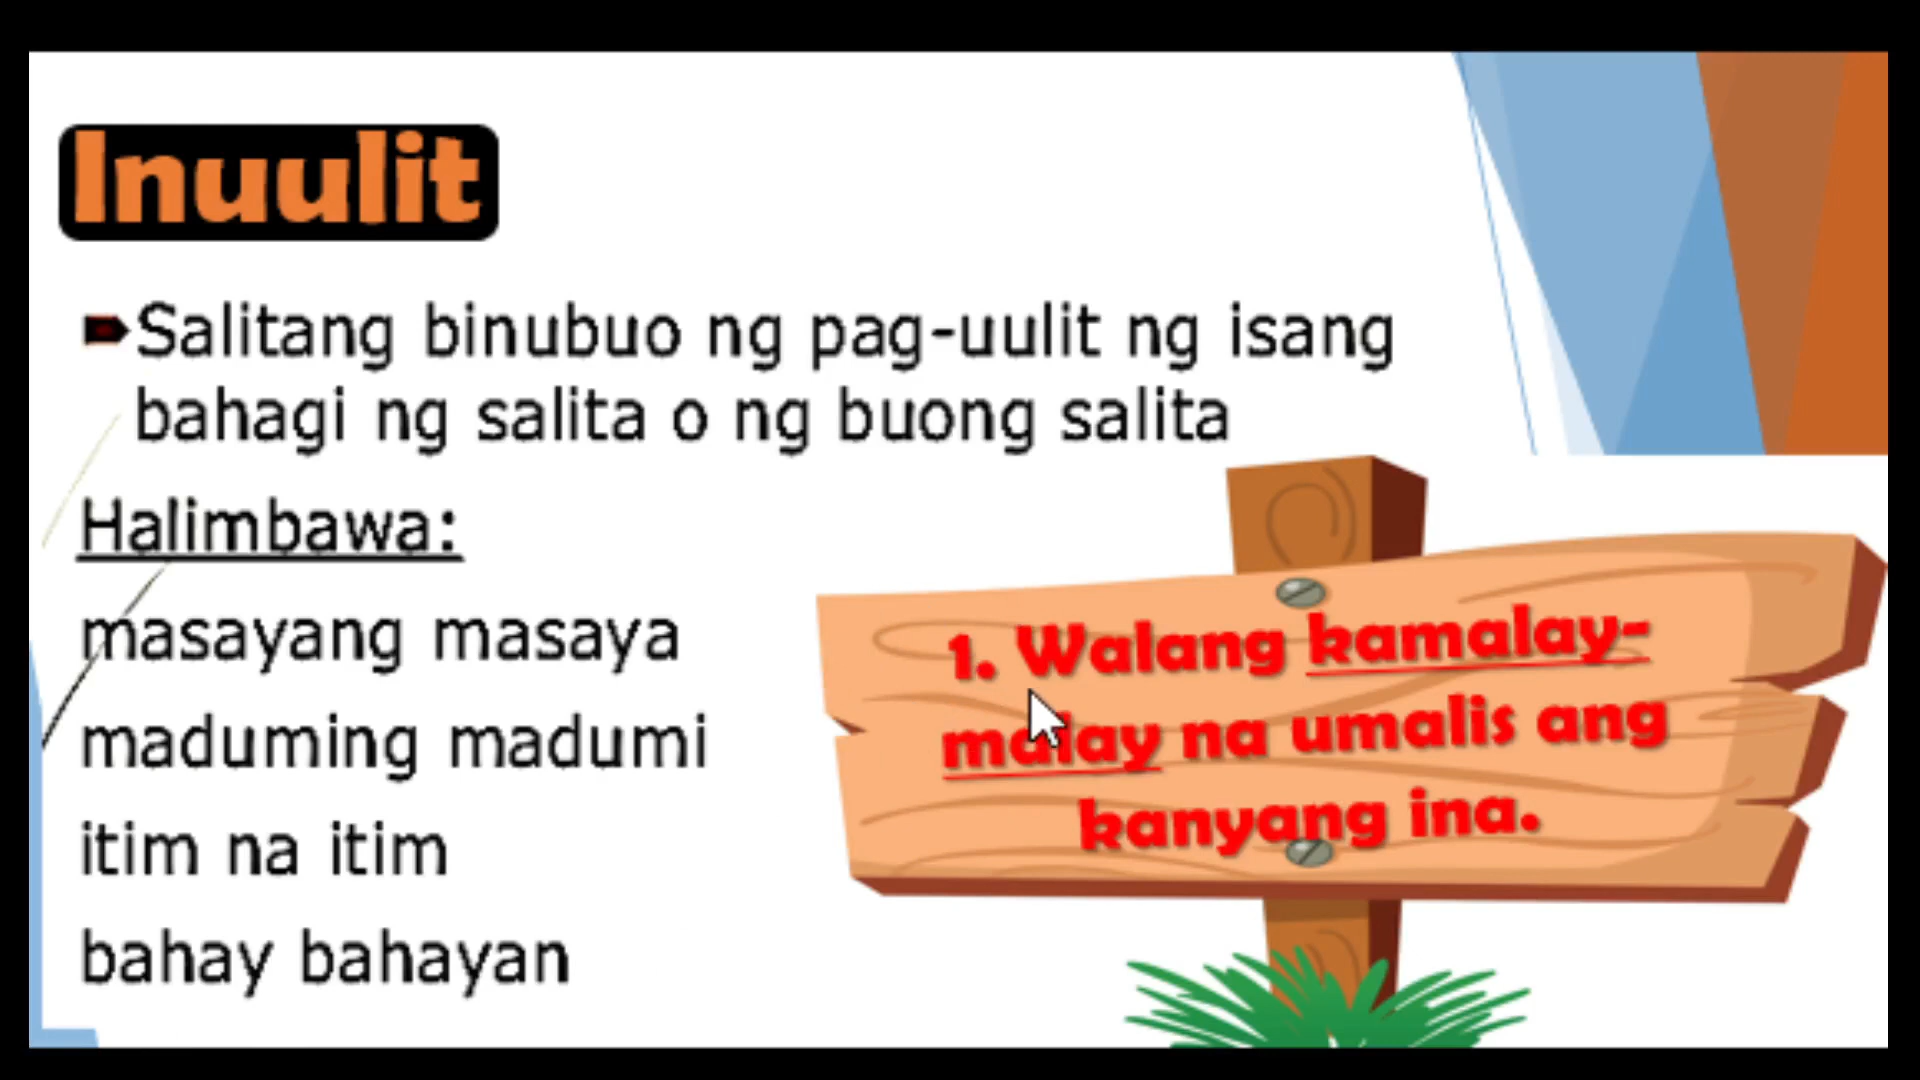 Inuulit
Salitang binubuo ng pag-uulit ng isang
bahagi ng salita o ng buong salita
Halimbawa:
masayang masaya
maduming madumi
itim na itim
bahay bahayan
1. Walang kamalay-
malay na umalis ang
kanyang ina.